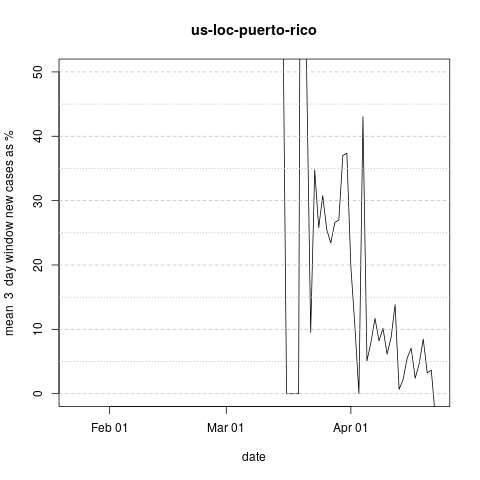 us-loc-puerto-rico
mean  3  day window new cases as %
50
40
30
20
10
0
Feb 01
Mar 01
Apr 01
date